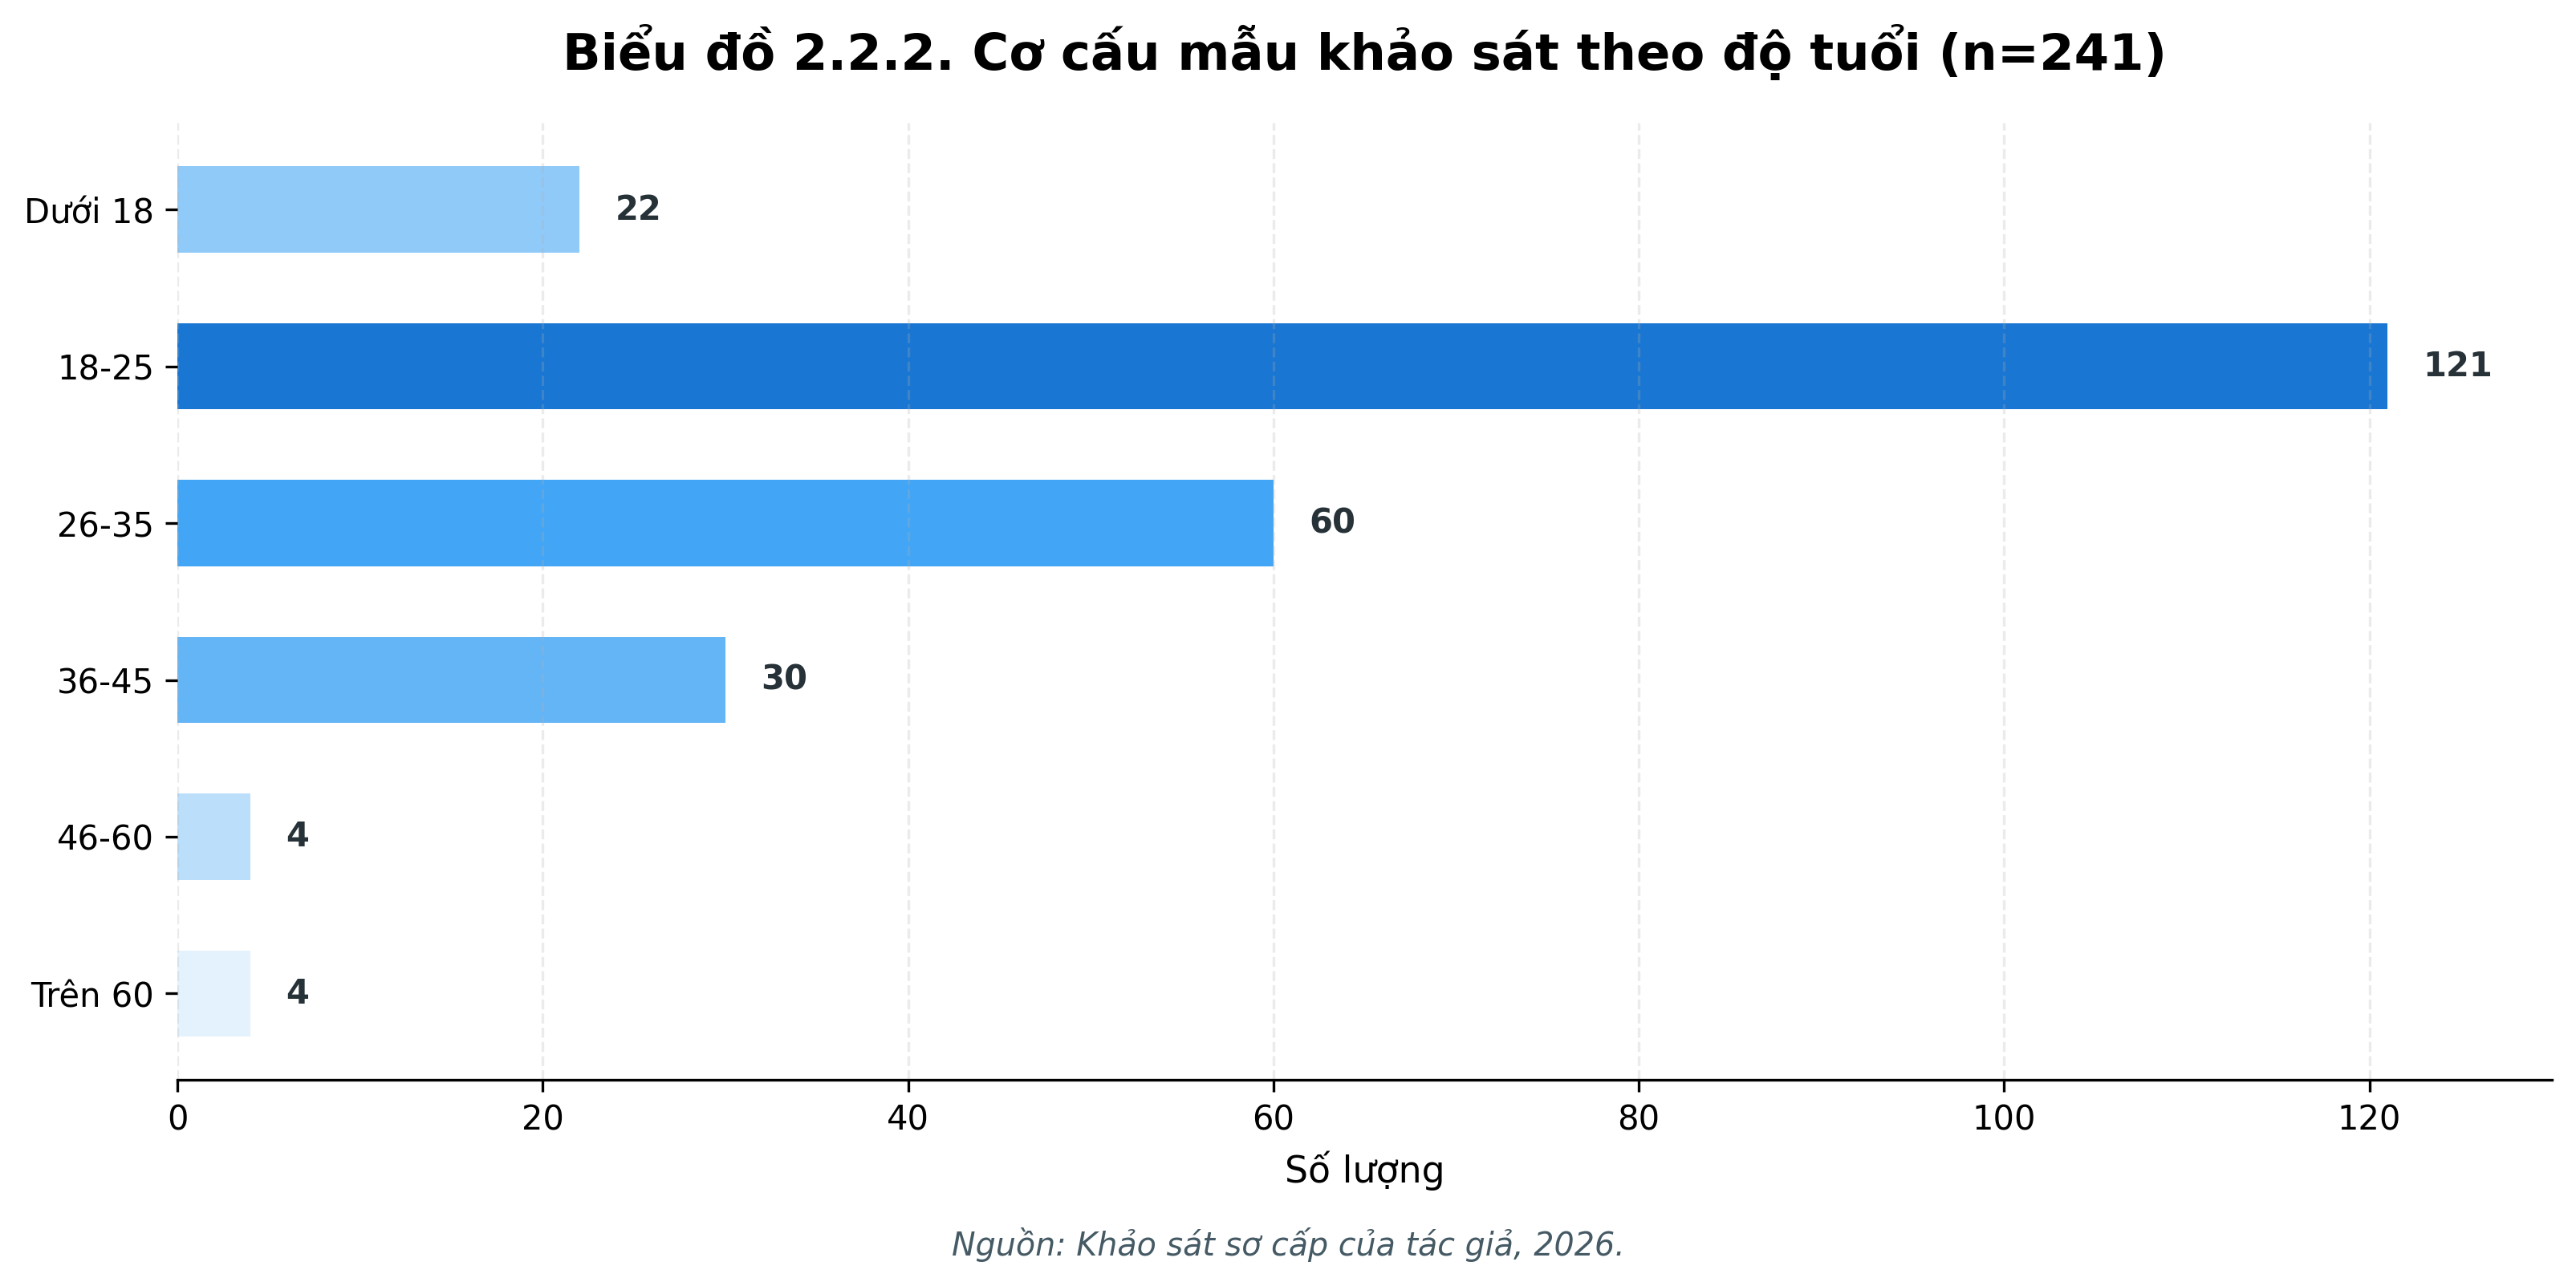 Biểu đồ 2.2.2. Cơ cấu mẫu khảo sát theo độ tuổi (n=241)
Dưới 18 22
18-25 121
26-35 60
36-45 30
46-60 4
Trên 60 4
0 20 40 60 80 100 120
Số lượng
Nguồn: Khảo sát sơ cấp của tác giả, 2026.